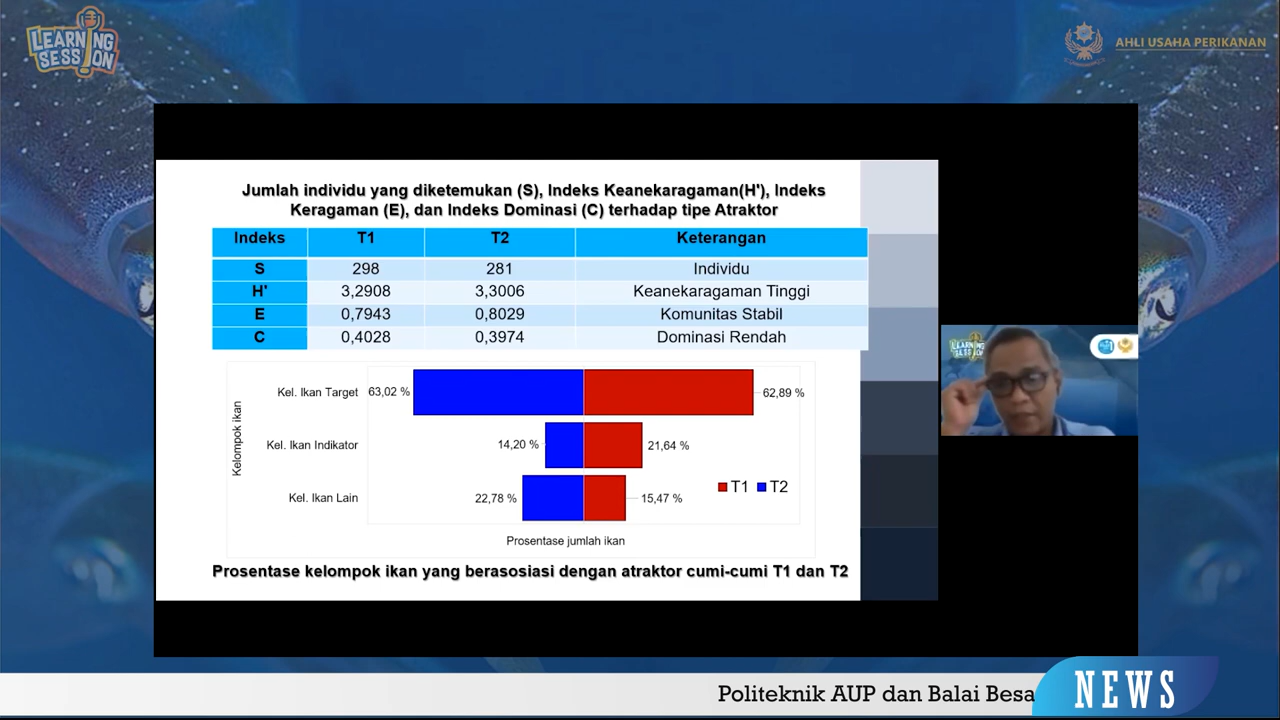 LEARNING
SESSION
AHLI USAHA PERIKANAN
Jumlah individu yang diketemukan (S), Indeks Keanekaragaman(H'), Indeks
Keragaman (E), dan Indeks Dominasi (C) terhadap tipe Atraktor
Indeks T1 T2 Keterangan
S 298 281 Individu
H' 3,2908 3,3006 Keanekaragaman Tinggi
E 0,7943 0,8029 Komunitas Stabil
C 0,4028 0,3974 Dominasi Rendah
Kelompok ikan
Kel. Ikan Target 63,02 % 62,89 %
Kel. Ikan Indikator 14,20 % 21,64 %
Kel. Ikan Lain 22,78 % 15,47 %
T1 T2
Prosentase jumlah ikan
Prosentase kelompok ikan yang berasosiasi dengan atraktor cumi-cumi T1 dan T2
LEARNING
SESSION
Politeknik AUP dan Balai Besa
NEWS